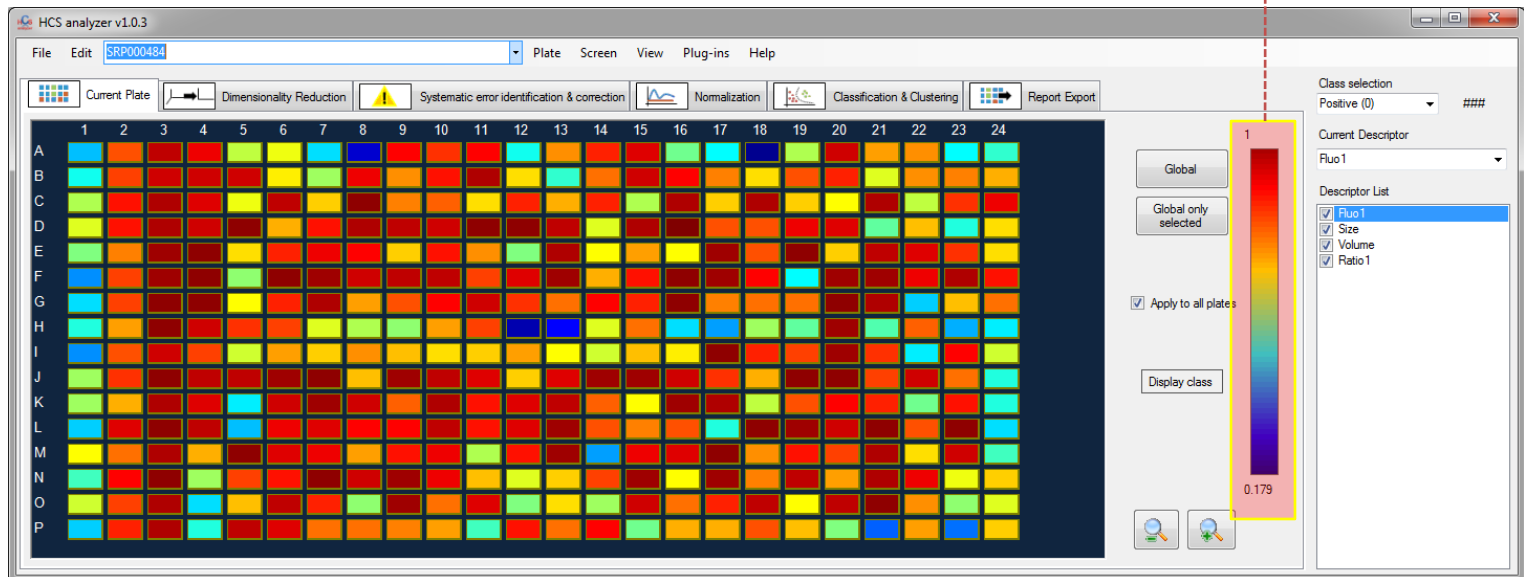 HCS analyzer v1.0.3
File Edit SRP000484 Plate Screen View Plug-ins Help
Current Plate Dimensionality Reduction Systematic error identification & correction Normalization Classification & Clustering Report Export
1 2 3 4 5 6 7 8 9 10 11 12 13 14 15 16 17 18 19 20 21 22 23 24
A
B
C
D
E
F
G
H
I
J
K
L
M
N
O
P
Global
Global only
selected
Apply to all plates
Display class
1
0.179
Class selection
Positive (0) ###
Current Descriptor
Fluo1
Descriptor List
Fluo1
Size
Volume
Ratio1